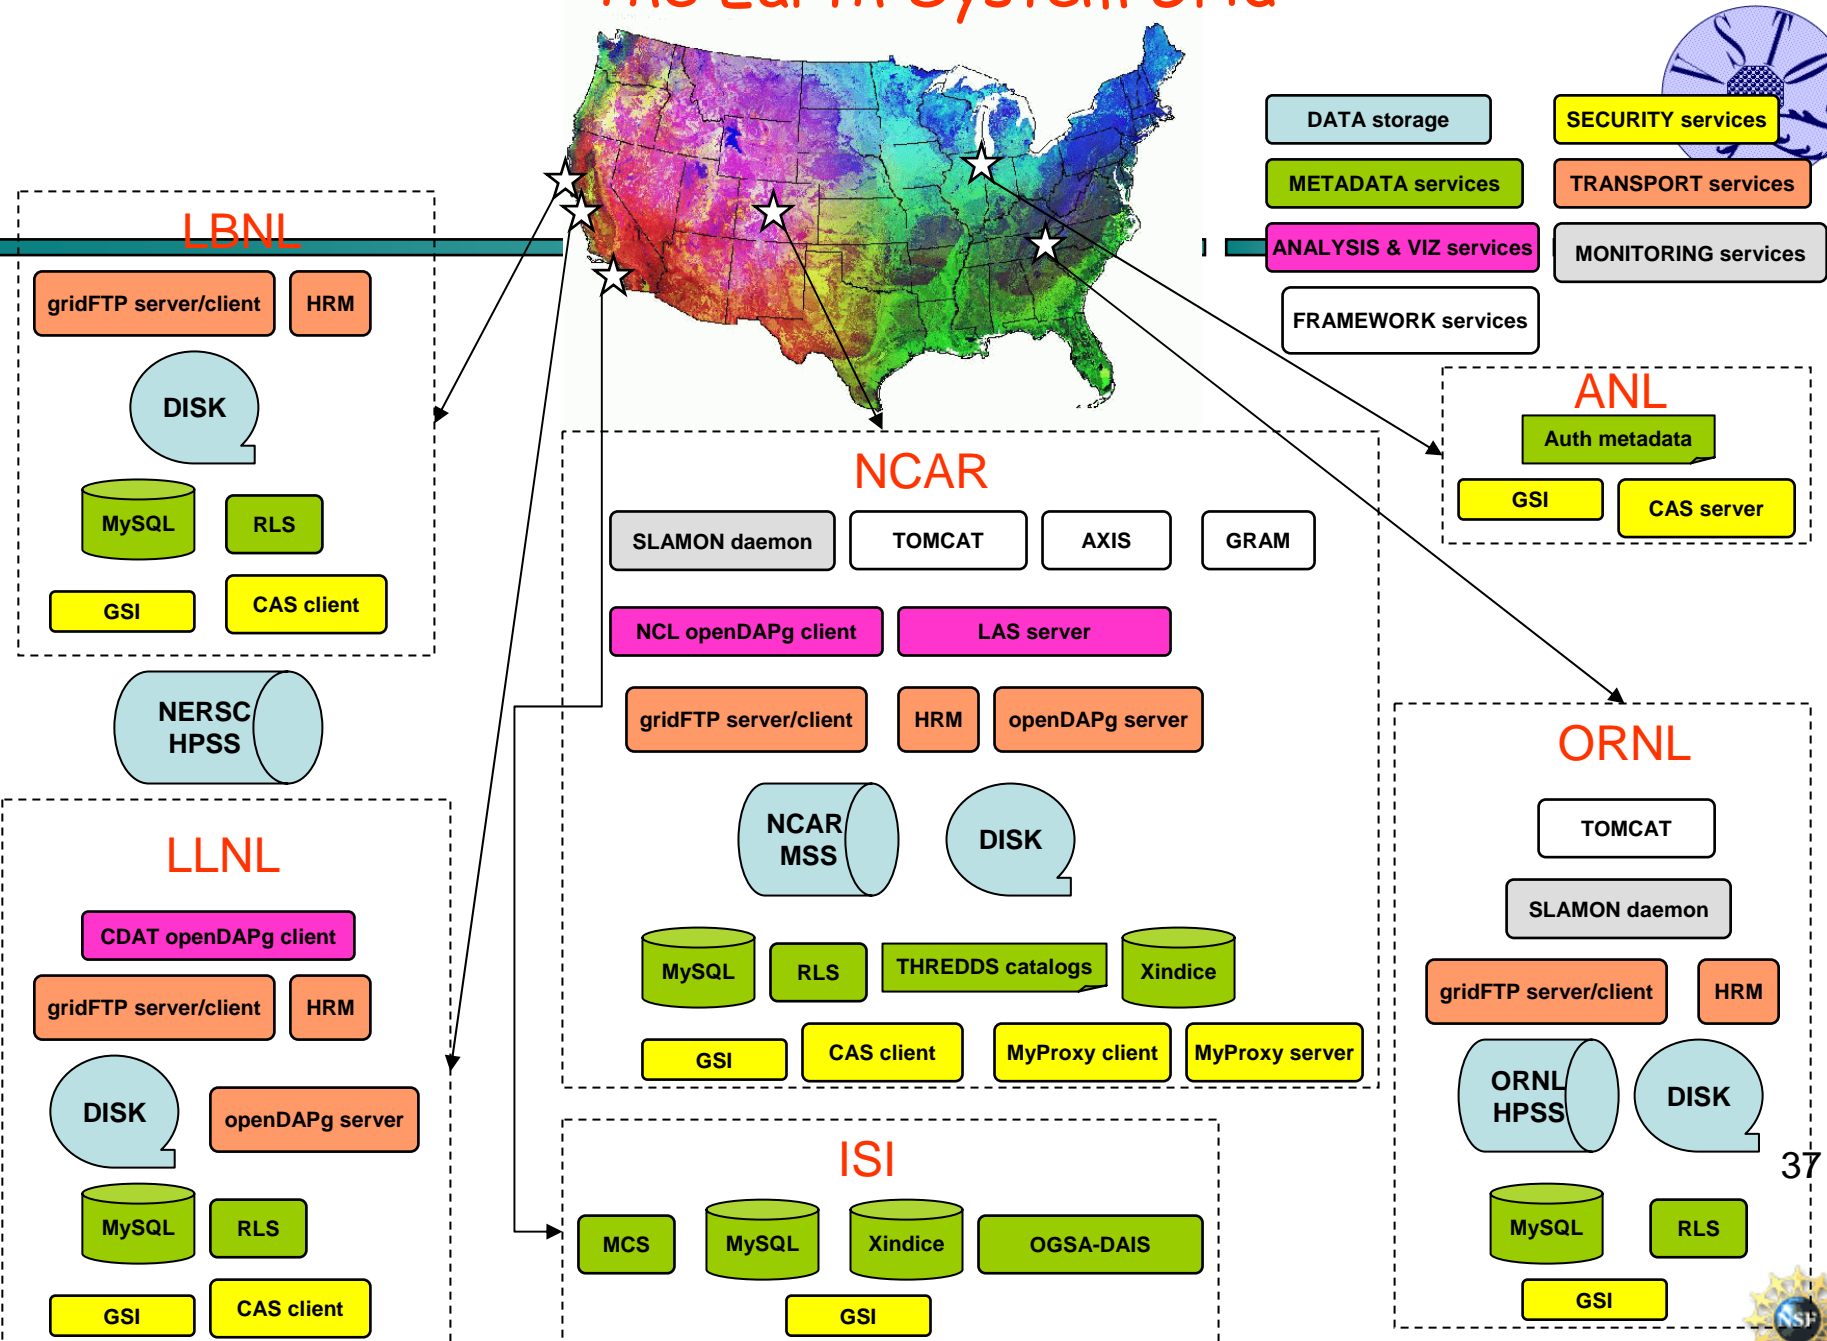 The Earth System Grid
DATA storage
SECURITY services
METADATA services
TRANSPORT services
ANALYSIS & VIZ services
MONITORING services
FRAMEWORK services
LBNL
gridFTP server/client
HRM
DISK
MySQL
RLS
GSI
CAS client
NERSC
HPSS
LLNL
CDAT openDAPg client
gridFTP server/client
HRM
DISK
openDAPg server
MySQL
RLS
GSI
CAS client
NCAR
SLAMON daemon
TOMCAT
AXIS
GRAM
NCL openDAPg client
LAS server
gridFTP server/client
HRM
openDAPg server
NCAR
MSS
DISK
MySQL
RLS
THREDDS catalogs
Xindice
GSI
CAS client
MyProxy client
MyProxy server
ISI
MCS
MySQL
Xindice
OGSA-DAIS
GSI
ANL
Auth metadata
GSI
CAS server
ORNL
TOMCAT
SLAMON daemon
gridFTP server/client
HRM
ORNL
HPSS
DISK
MySQL
RLS
GSI
37
NSF